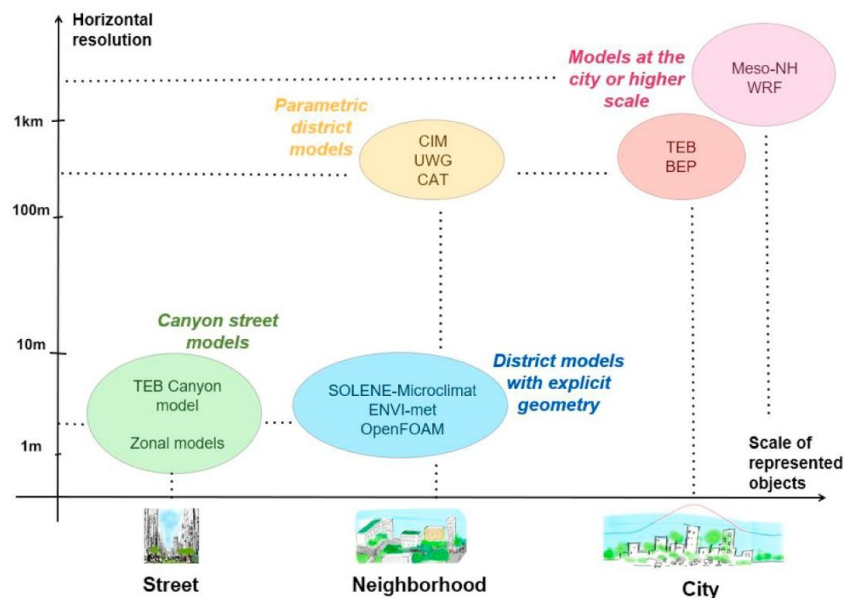 Horizontal
resolution
Models at the
city or higher
scale
Meso-NH
WRF
Parametric
district
models
1km
CIM
UWG
CAT
TEB
BEP
100m
Canyon street
models
10m
District models
with explicit
geometry
TEB Canyon
model
Zonal models
SOLENE-Microclimat
ENVI-met
OpenFOAM
1m
Scale of
represented
objects
Street
Neighborhood
City